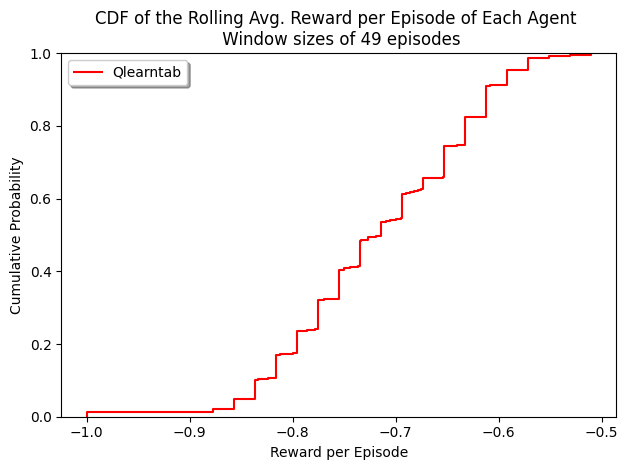 CDF of the Rolling Avg. Reward per Episode of Each Agent
Window sizes of 49 episodes
Qlearntab
Cumulative Probability
1.0
0.8
0.6
0.4
0.2
0.0
−1.0 −0.9 −0.8 −0.7 −0.6 −0.5
Reward per Episode